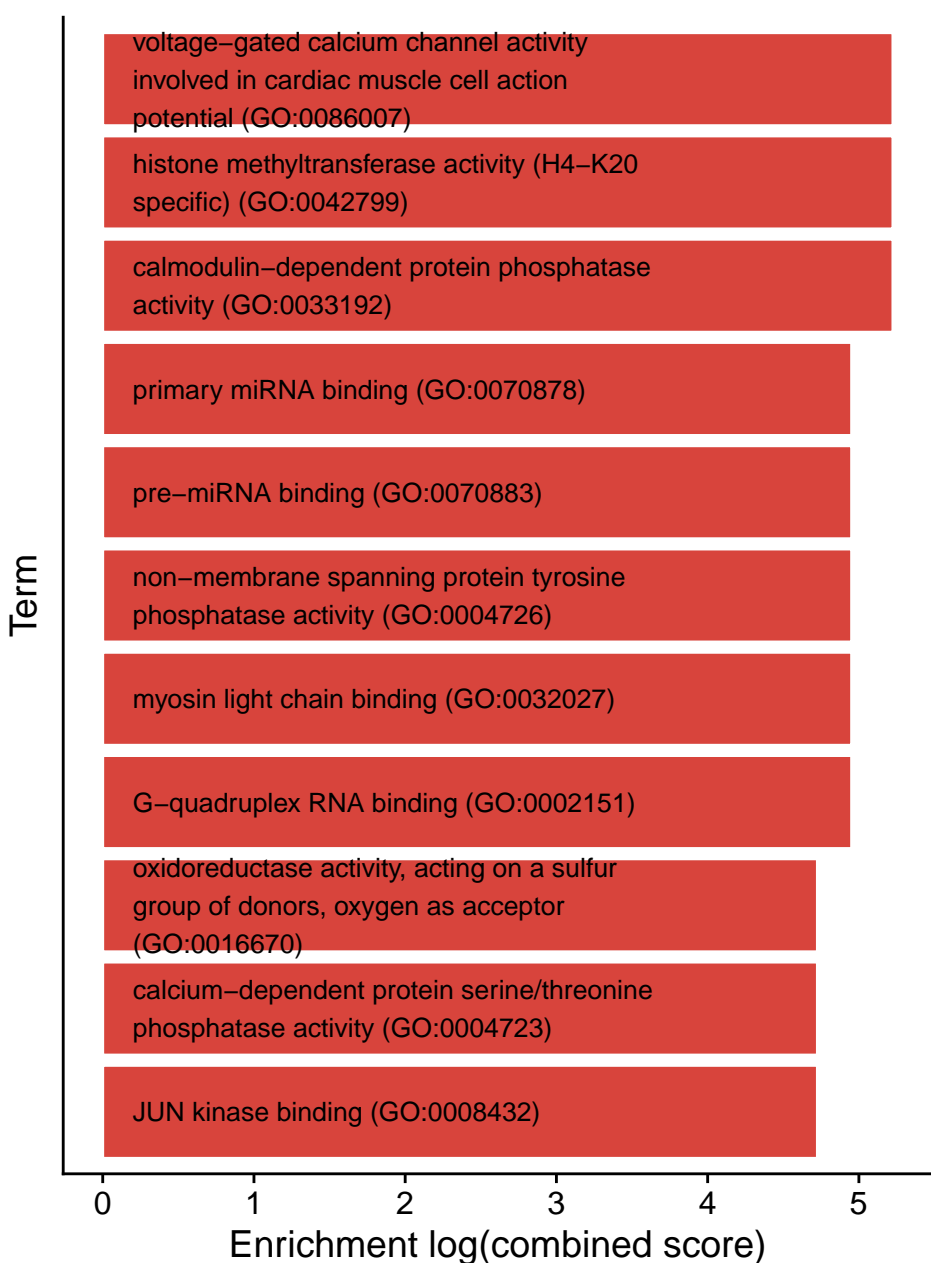 voltage−gated calcium channel activity
involved in cardiac muscle cell action
potential (GO:0086007)
histone methyltransferase activity (H4−K20
specific) (GO:0042799)
calmodulin−dependent protein phosphatase
activity (GO:0033192)
primary miRNA binding (GO:0070878)
pre−miRNA binding (GO:0070883)
non−membrane spanning protein tyrosine
phosphatase activity (GO:0004726)
myosin light chain binding (GO:0032027)
G−quadruplex RNA binding (GO:0002151)
oxidoreductase activity, acting on a sulfur
group of donors, oxygen as acceptor
(GO:0016670)
calcium−dependent protein serine/threonine
phosphatase activity (GO:0004723)
JUN kinase binding (GO:0008432)
Term
0 1 2 3 4 5
Enrichment log(combined score)